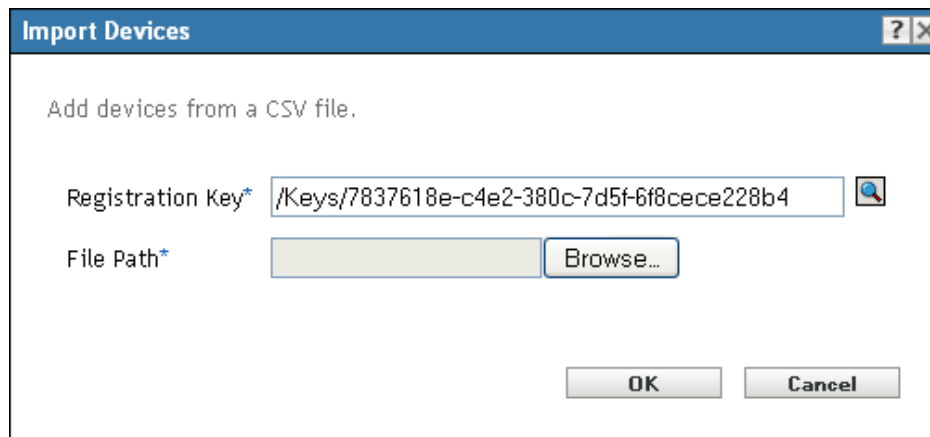 Import Devices
? X
Add devices from a CSV file.
Registration Key* /Keys/7837618e-c4e2-380c-7d5f-6f8cece228b4
File Path* Browse...
OK Cancel